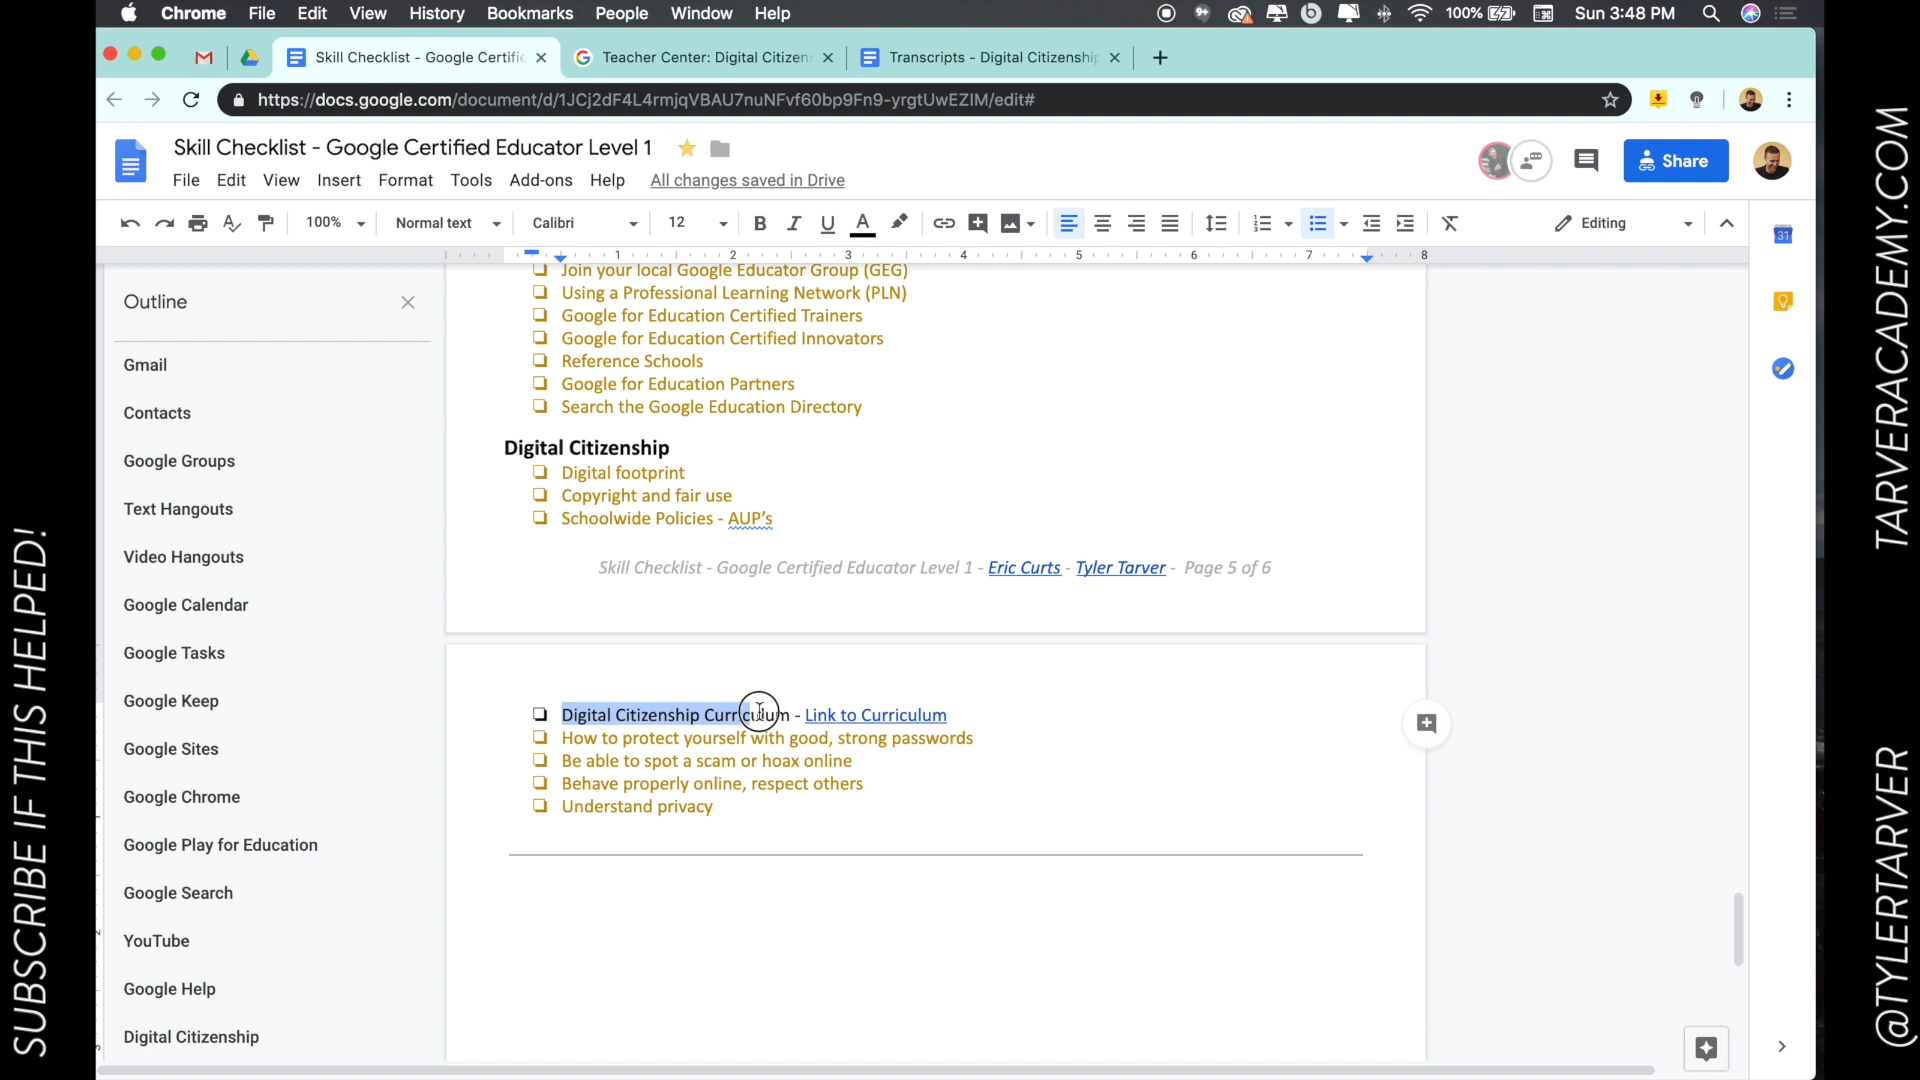 Chrome File Edit View History Bookmarks People Window Help
100% Sun 3:48 PM
Skill Checklist - Google Certifie
Teacher Center: Digital Citizen
Transcripts - Digital Citizenship
https://docs.google.com/document/d/1JCj2dF4L4rmjqVBAU7nuNFvf60bp9Fn9-yrgtUwEZIM/edit#
Skill Checklist - Google Certified Educator Level 1
File Edit View Insert Format Tools Add-ons Help All changes saved in Drive
Share
100% Normal text Calibri 12 B I U A Editing
1 2 3 4 5 6 7 8
31
Outline
Gmail
Contacts
Google Groups
Text Hangouts
Video Hangouts
Google Calendar
Google Tasks
Google Keep
Google Sites
Google Chrome
Google Play for Education
Google Search
YouTube
Google Help
Digital Citizenship
Join your local Google Educator Group (GEG)
Using a Professional Learning Network (PLN)
Google for Education Certified Trainers
Google for Education Certified Innovators
Reference Schools
Google for Education Partners
Search the Google Education Directory
Digital Citizenship
Digital footprint
Copyright and fair use
Schoolwide Policies - AUP's
Skill Checklist - Google Certified Educator Level 1 - Eric Curts - Tyler Tarver - Page 5 of 6
Digital Citizenship Curriculum - Link to Curriculum
How to protect yourself with good, strong passwords
Be able to spot a scam or hoax online
Behave properly online, respect others
Understand privacy
SUBSCRIBE IF THIS HELPED!
TARVERACADEMY.COM
@TYLERTARVER